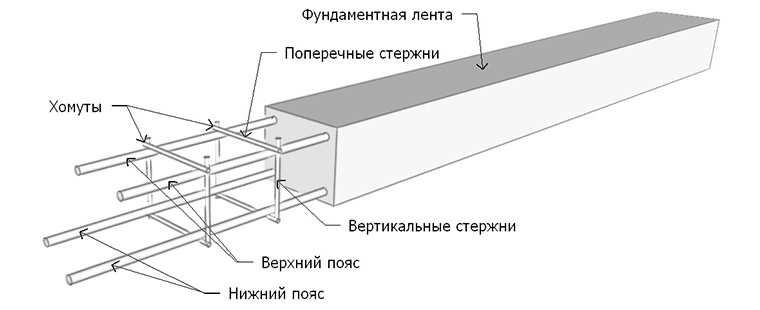 Фундаментная лента
Поперечные стержни
Хомуты
Вертикальные стержни
Верхний пояс
Нижний пояс